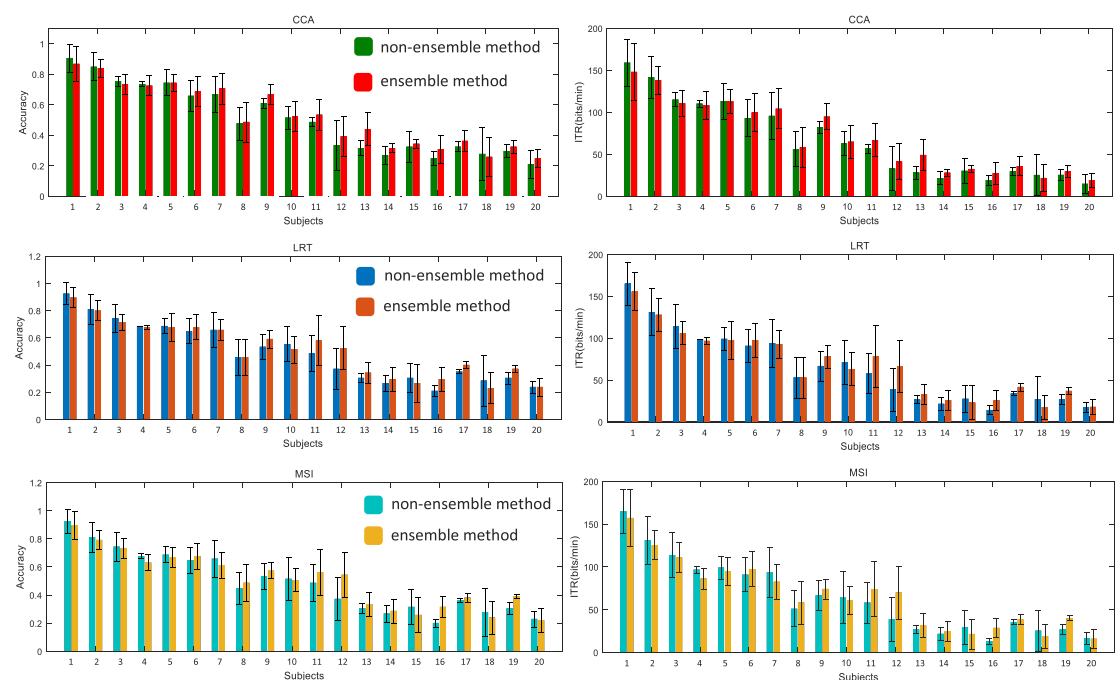 CCA
non-ensemble method
ensemble method
Accuracy
1
0.8
0.6
0.4
0.2
0
1 2 3 4 5 6 7 8 9 10 11 12 13 14 15 16 17 18 19 20
Subjects
CCA
ITR(bits/min)
200
150
100
50
0
1 2 3 4 5 6 7 8 9 10 11 12 13 14 15 16 17 18 19 20
Subjects
LRT
non-ensemble method
ensemble method
Accuracy
1.2
1
0.8
0.6
0.4
0.2
0
1 2 3 4 5 6 7 8 9 10 11 12 13 14 15 16 17 18 19 20
Subjects
LRT
ITR(bits/min)
200
150
100
50
0
1 2 3 4 5 6 7 8 9 10 11 12 13 14 15 16 17 18 19 20
Subjects
MSI
non-ensemble method
ensemble method
Accuracy
1.2
1
0.8
0.6
0.4
0.2
0
1 2 3 4 5 6 7 8 9 10 11 12 13 14 15 16 17 18 19 20
Subjects
MSI
ITR(bits/min)
200
150
100
50
0
1 2 3 4 5 6 7 8 9 10 11 12 13 14 15 16 17 18 19 20
Subjects